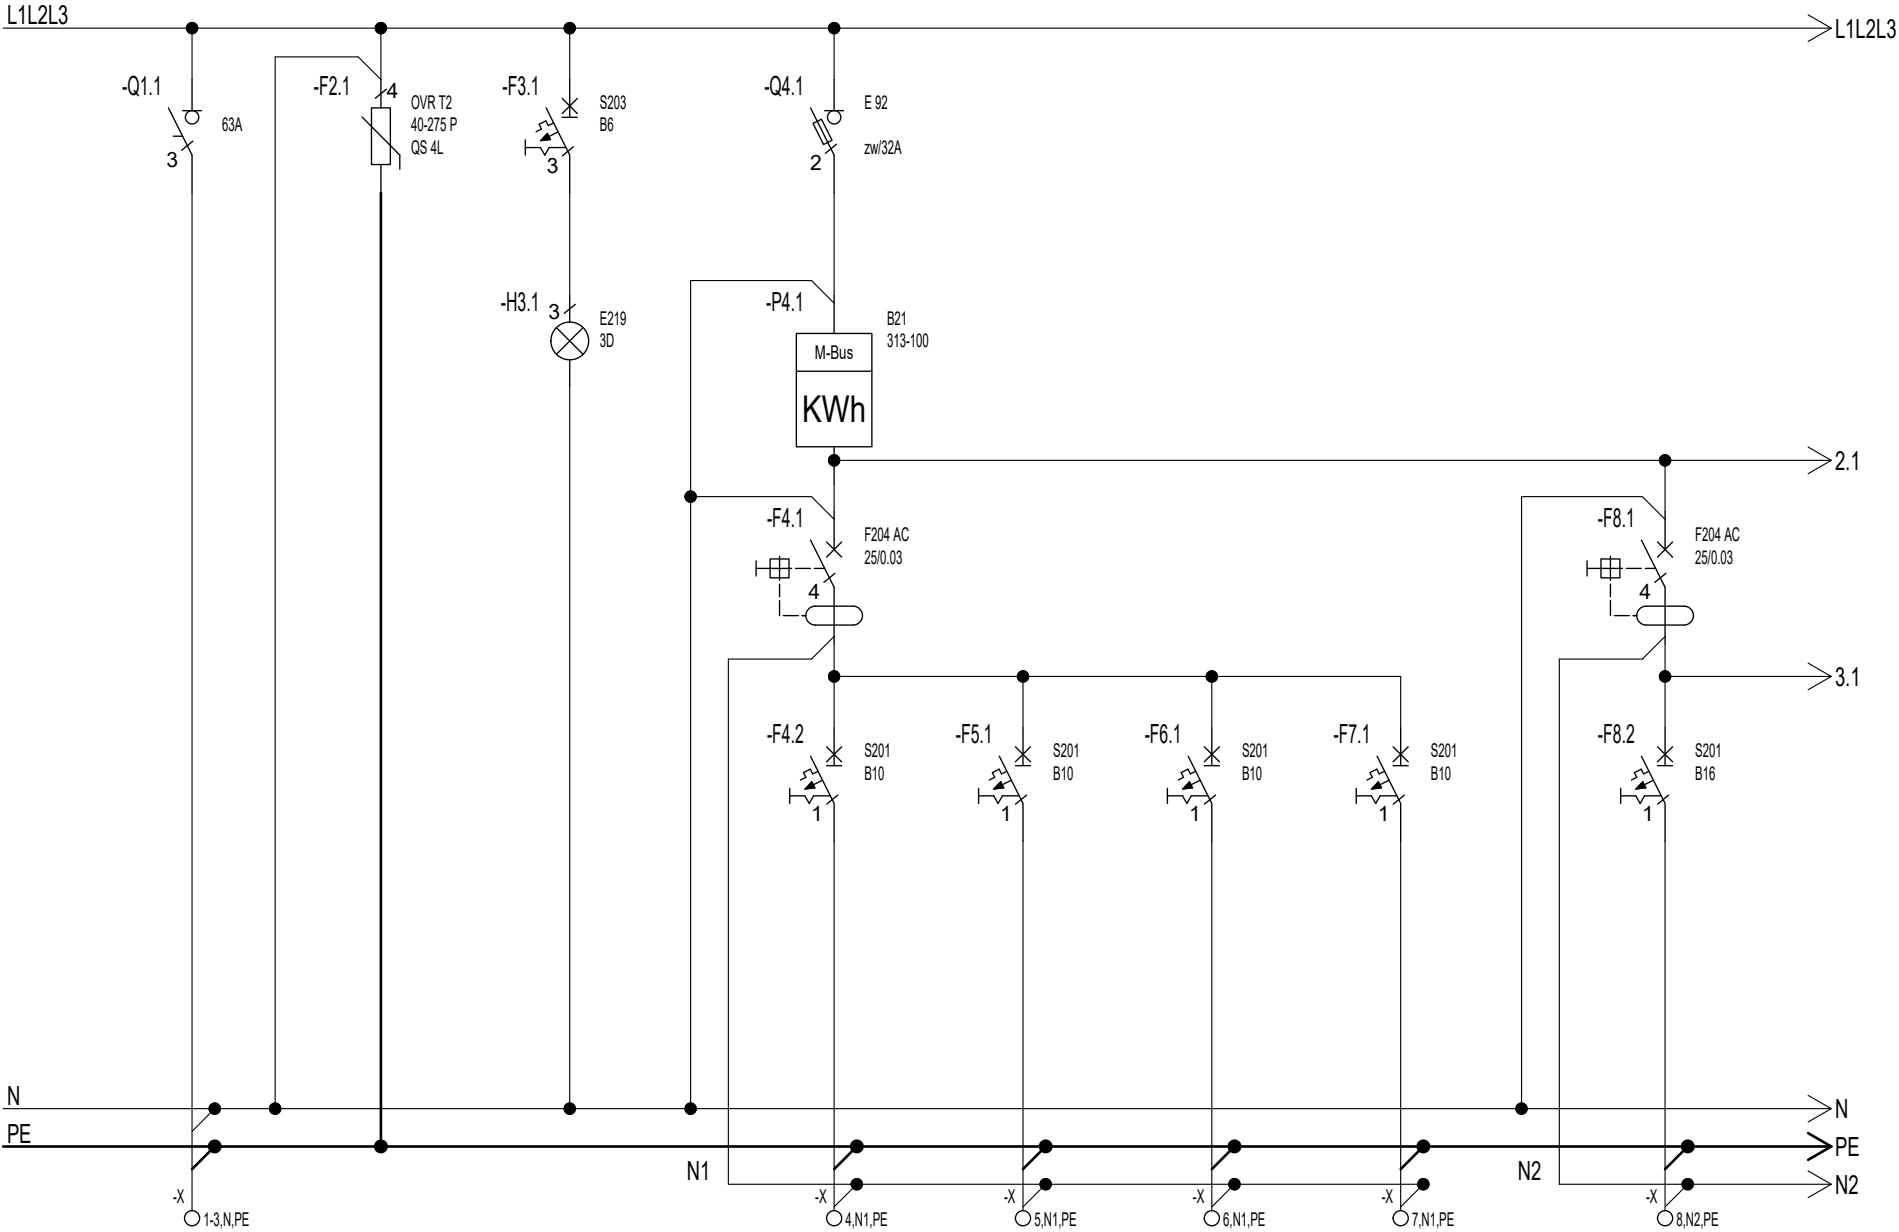 L1L2L3
L1L2L3
-Q1.1
63A
3
-F2.1
4
OVR T2
40-275 P
QS 4L
-F3.1
S203
B6
3
-Q4.1
E 92
zw/32A
2
-H3.1
3
E219
3D
-P4.1
B21
313-100
M-Bus
KWh
2.1
-F4.1
F204 AC
25/0.03
4
-F8.1
F204 AC
25/0.03
4
3.1
-F4.2
S201
B10
1
-F5.1
S201
B10
1
-F6.1
S201
B10
1
-F7.1
S201
B10
1
-F8.2
S201
B16
1
N
N
PE
PE
N1
N2
N2
-X
1-3,N,PE
-X
4,N1,PE
-X
5,N1,PE
-X
6,N1,PE
-X
7,N1,PE
-X
8,N2,PE